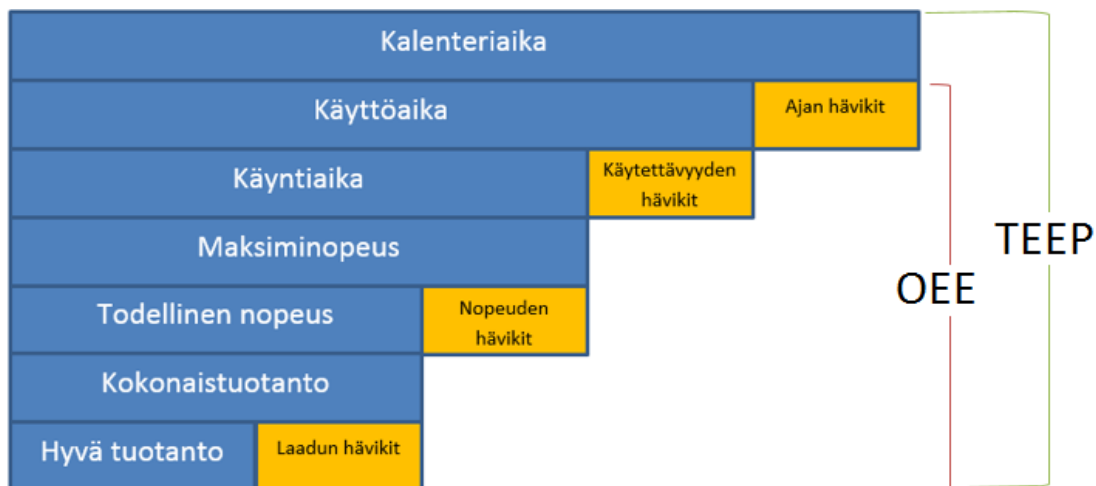 Kalenteriaika
Käyttöaika
Ajan hävikit
Käyntiaika
Käytettävyyden
hävikit
Maksiminopeus
Todellinen nopeus
Nopeuden
hävikit
Kokonaistuotanto
Hyvä tuotanto
Laadun hävikit
OEE
TEEP